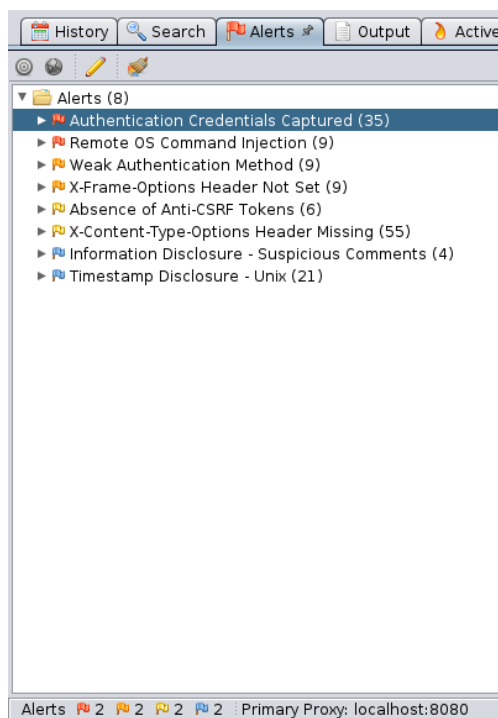 History Search Alerts Output Active
Alerts (8)
Authentication Credentials Captured (35)
Remote OS Command Injection (9)
Weak Authentication Method (9)
X-Frame-Options Header Not Set (9)
Absence of Anti-CSRF Tokens (6)
X-Content-Type-Options Header Missing (55)
Information Disclosure - Suspicious Comments (4)
Timestamp Disclosure - Unix (21)
Alerts 2 2 2 2 Primary Proxy: localhost:8080